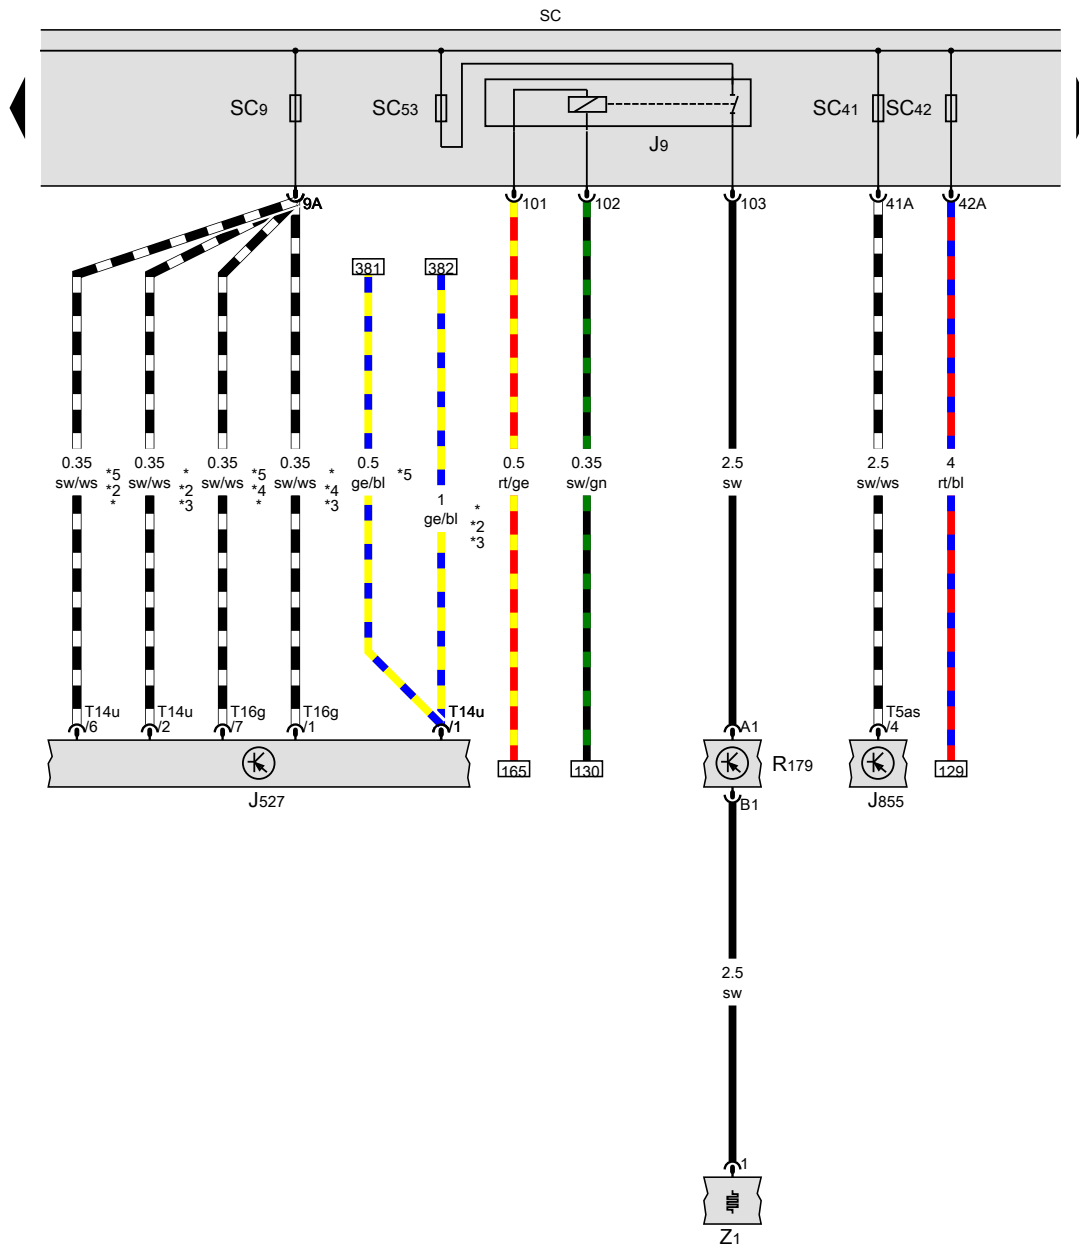 SC
SC9
SC53
SC41
SC42
J9
9A
101
102
103
41A
42A
381
382
0.35
sw/ws
*5
*2
*
0.35
sw/ws
*
*2
*3
0.35
sw/ws
*5
*4
*
0.35
sw/ws
*
*4
*3
0.5
ge/bl
*5
1
ge/bl
*
*2
*3
0.5
rt/ge
0.35
sw/gn
2.5
sw
2.5
sw/ws
4
rt/bl
T14u
/6
T14u
/2
T16g
/7
T16g
/1
T14u
/1
A1
T5as
/4
165
130
R179
129
J527
B1
J855
2.5
sw
1
Z1